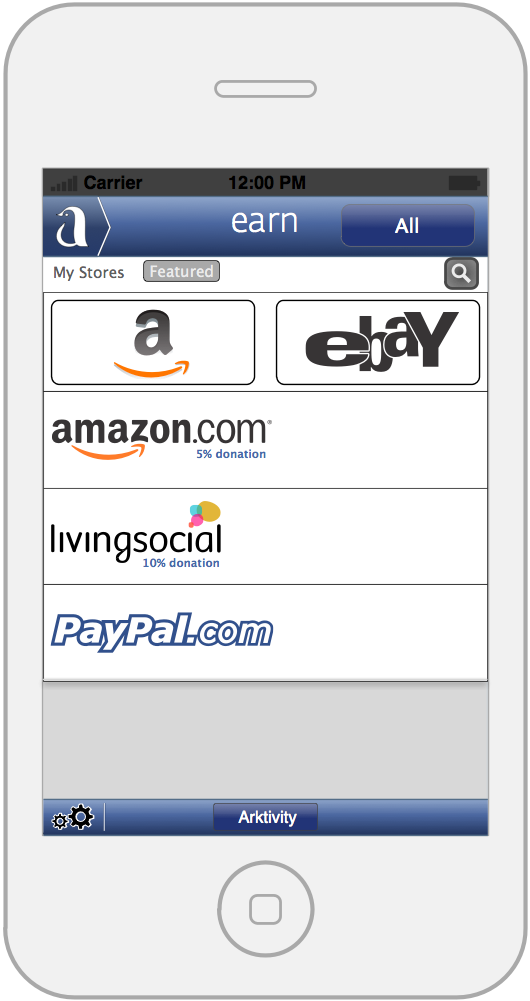 Carrier 12:00 PM
a earn All
My Stores Featured
a ebaY
amazon.com®
5% donation
livingsocial
10% donation
PayPal.com
Arktivity